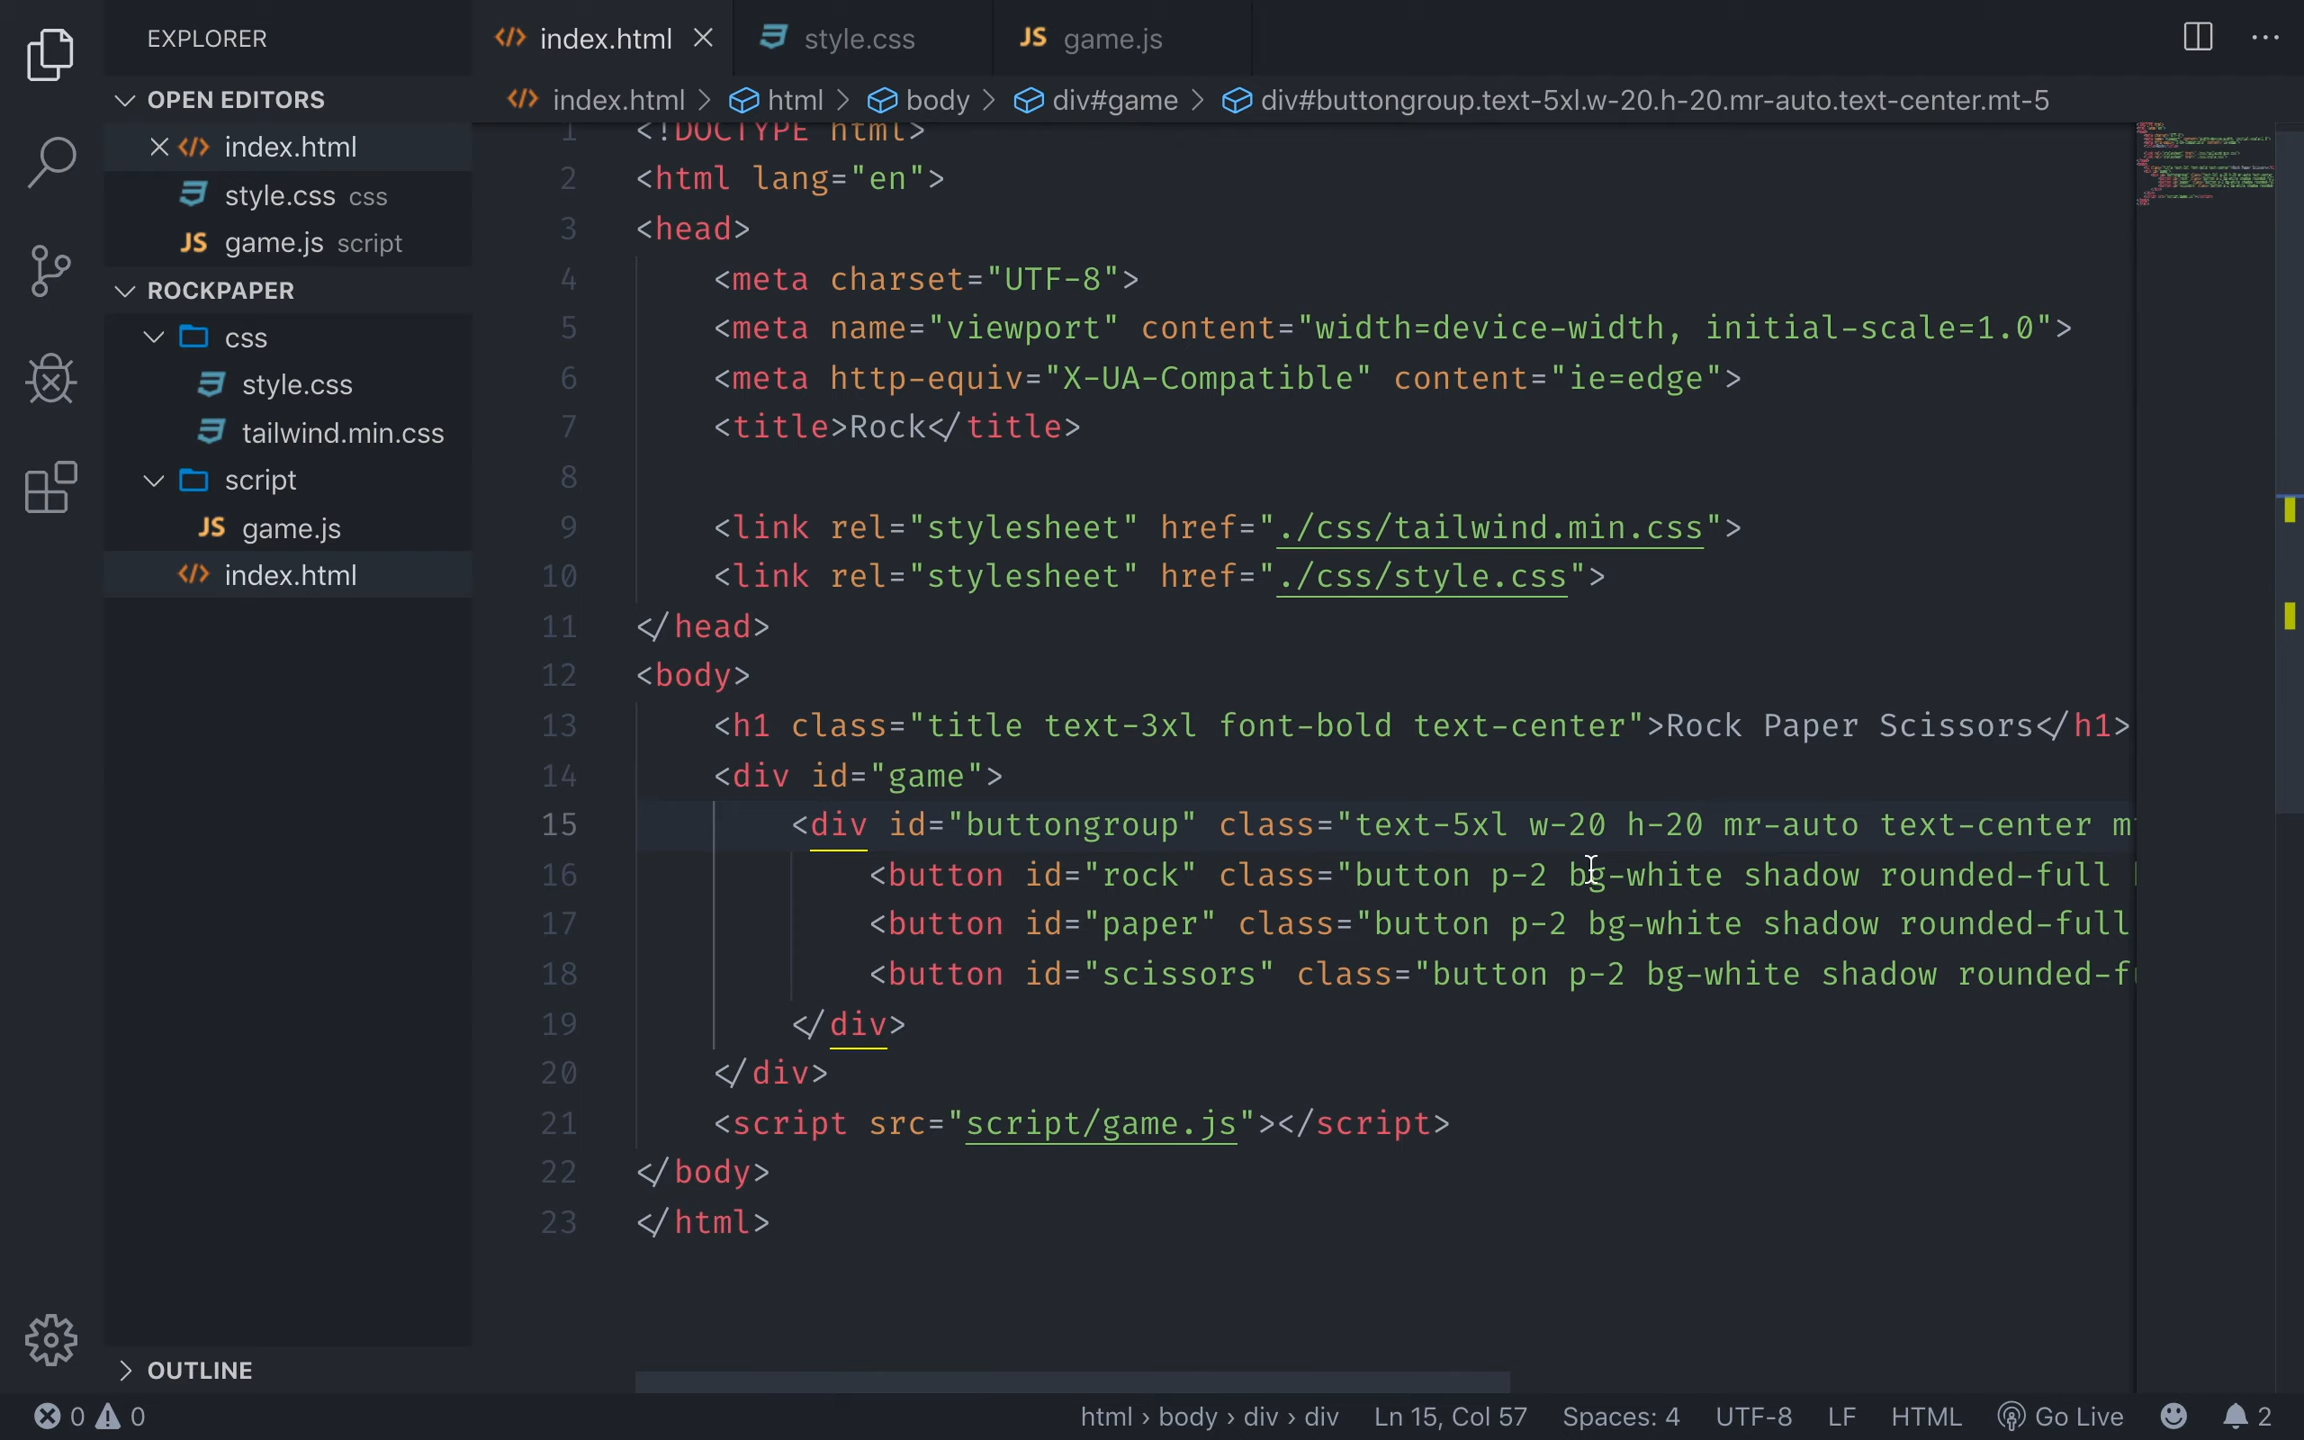 EXPLORER
index.html
style.css
JS game.js
OPEN EDITORS
index.html
style.css css
JS game.js script
ROCKPAPER
css
style.css
tailwind.min.css
script
JS game.js
index.html
OUTLINE
index.html > html > body > div#game > div#buttongroup.text-5xl.w-20.h-20.mr-auto.text-center.mt-5
1 <!DOCTYPE html>
2 <html lang="en">
3 <head>
4 <meta charset="UTF-8">
5 <meta name="viewport" content="width=device-width, initial-scale=1.0">
6 <meta http-equiv="X-UA-Compatible" content="ie=edge">
7 <title>Rock</title>
8
9 <link rel="stylesheet" href="./css/tailwind.min.css">
10 <link rel="stylesheet" href="./css/style.css">
11 </head>
12 <body>
13 <h1 class="title text-3xl font-bold text-center">Rock Paper Scissors</h1>
14 <div id="game">
15 <div id="buttongroup" class="text-5xl w-20 h-20 mr-auto text-center m
16 <button id="rock" class="button p-2 bg-white shadow rounded-full
17 <button id="paper" class="button p-2 bg-white shadow rounded-full
18 <button id="scissors" class="button p-2 bg-white shadow rounded-f
19 </div>
20 </div>
21 <script src="script/game.js"></script>
22 </body>
23 </html>
0 0
html > body > div > div Ln 15, Col 57 Spaces: 4 UTF-8 LF HTML Go Live 2